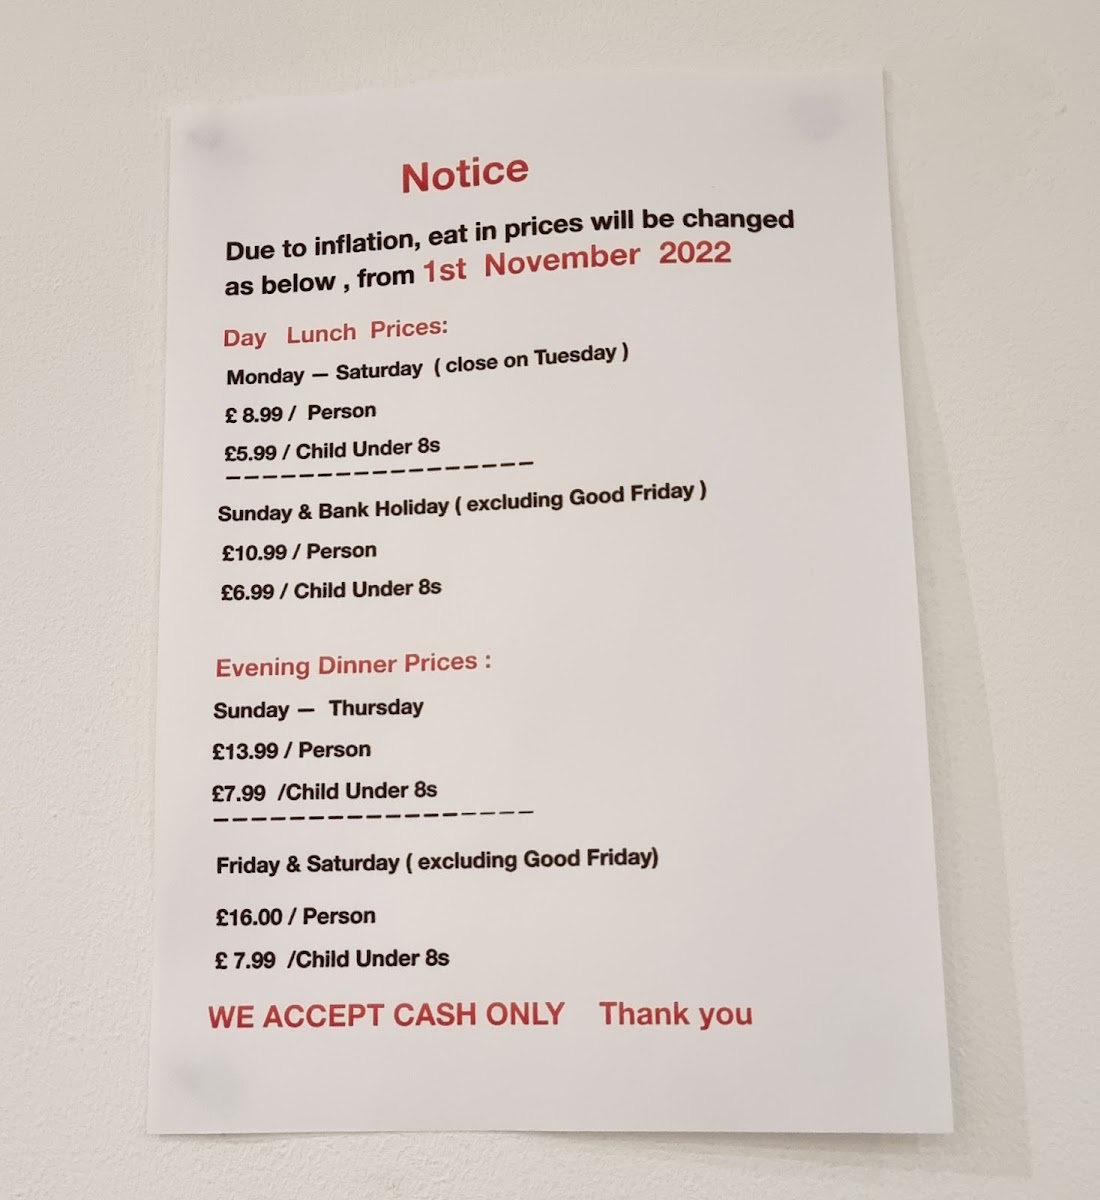 Notice
Due to inflation, eat in prices will be changed
as below , from 1st November 2022
Day Lunch Prices:
Monday — Saturday ( close on Tuesday )
£ 8.99 / Person
£5.99 / Child Under 8s
—————————————————
Sunday & Bank Holiday ( excluding Good Friday )
£10.99 / Person
£6.99 / Child Under 8s
Evening Dinner Prices :
Sunday — Thursday
£13.99 / Person
£7.99 /Child Under 8s
—————————————————
Friday & Saturday ( excluding Good Friday)
£16.00 / Person
£ 7.99 /Child Under 8s
WE ACCEPT CASH ONLY Thank you